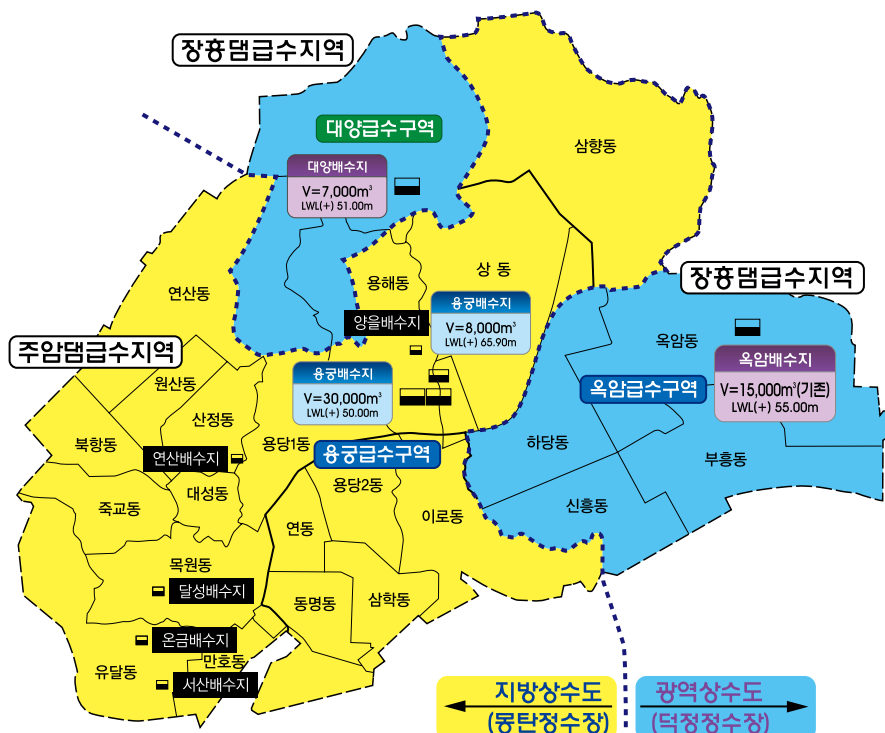 장흥댐급수지역
대양급수구역
삼향동
대양배수지
V=7,000m³
LWL(+) 51.00m
연산동
용해동
상 동
장흥댐급수지역
양을배수지
용궁배수지
V=8,000m³
LWL(+) 65.90m
옥암동
주암댐급수지역
원산동
용궁배수지
V=30,000m³
LWL(+) 50.00m
옥암급수구역
옥암배수지
V=15,000m³(기존)
LWL(+) 55.00m
산정동
북항동
용당1동
용궁급수구역
하당동
연산배수지
부흥동
대성동
용당2동
죽교동
이로동
신흥동
연동
목원동
달성배수지
동명동
삼학동
온금배수지
만호동
유달동
서산배수지
지방상수도
(몽탄정수장)
광역상수도
(덕정정수장)